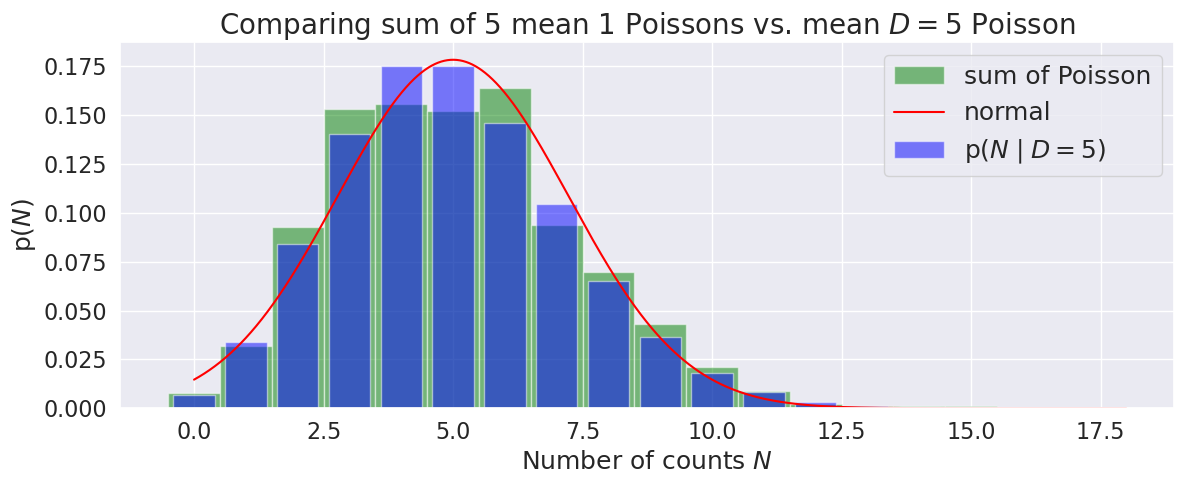 Comparing sum of 5 mean 1 Poissons vs. mean D = 5 Poisson
p(N)
0.175
0.150
0.125
0.100
0.075
0.050
0.025
0.000
sum of Poisson
normal
p(N | D = 5)
0.0 2.5 5.0 7.5 10.0 12.5 15.0 17.5
Number of counts N